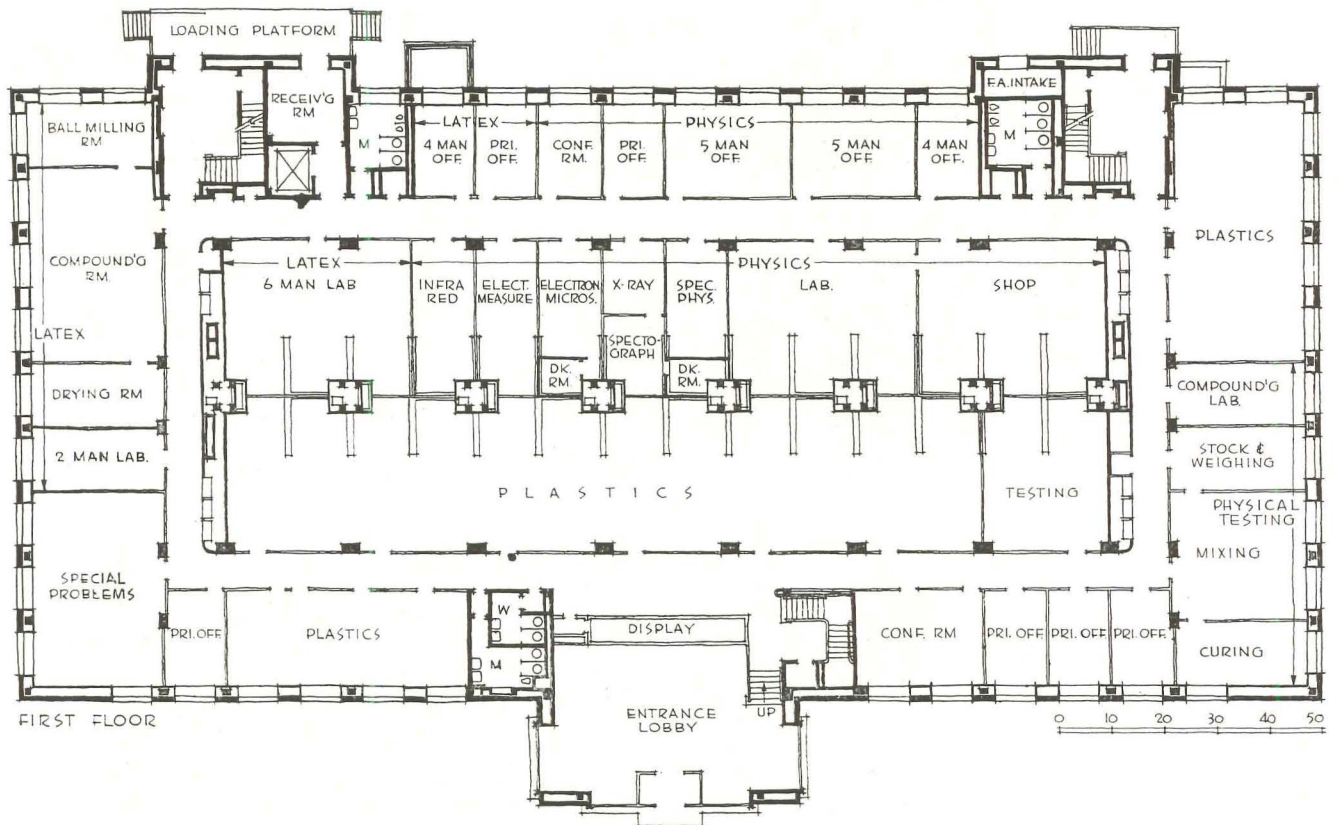 LOADING PLATFORM
RECEIV'G
RM
F.A. INTAKE
BALL MILLING
RM
M
LATEX
PHYSICS
M
4 MAN
OFF.
PRI.
OFF.
CONF.
RM.
PRI.
OFF.
5 MAN
OFF
5 MAN
OFF
4 MAN
OFF.
PLASTICS
COMPOUND'G
RM.
LATEX
DRYING RM
2 MAN LAB.
LATEX
6 MAN LAB
PHYSICS
INFRA
RED
ELECT.
MEASURE
ELECTRON
MICROS.
X-RAY
SPEC.
PHYS.
LAB.
SHOP
SPECTO-
GRAPH
DK.
RM.
DK.
RM.
COMPOUND'G
LAB.
STOCK &
WEIGHING
PHYSICAL
TESTING
MIXING
PLASTICS
TESTING
SPECIAL
PROBLEMS
PRI. OFF
PLASTICS
W
M
DISPLAY
CONF. RM
PRI. OFF.
PRI. OFF.
PRI. OFF.
CURING
ENTRANCE
LOBBY
UP
FIRST FLOOR
0 10 20 30 40 50